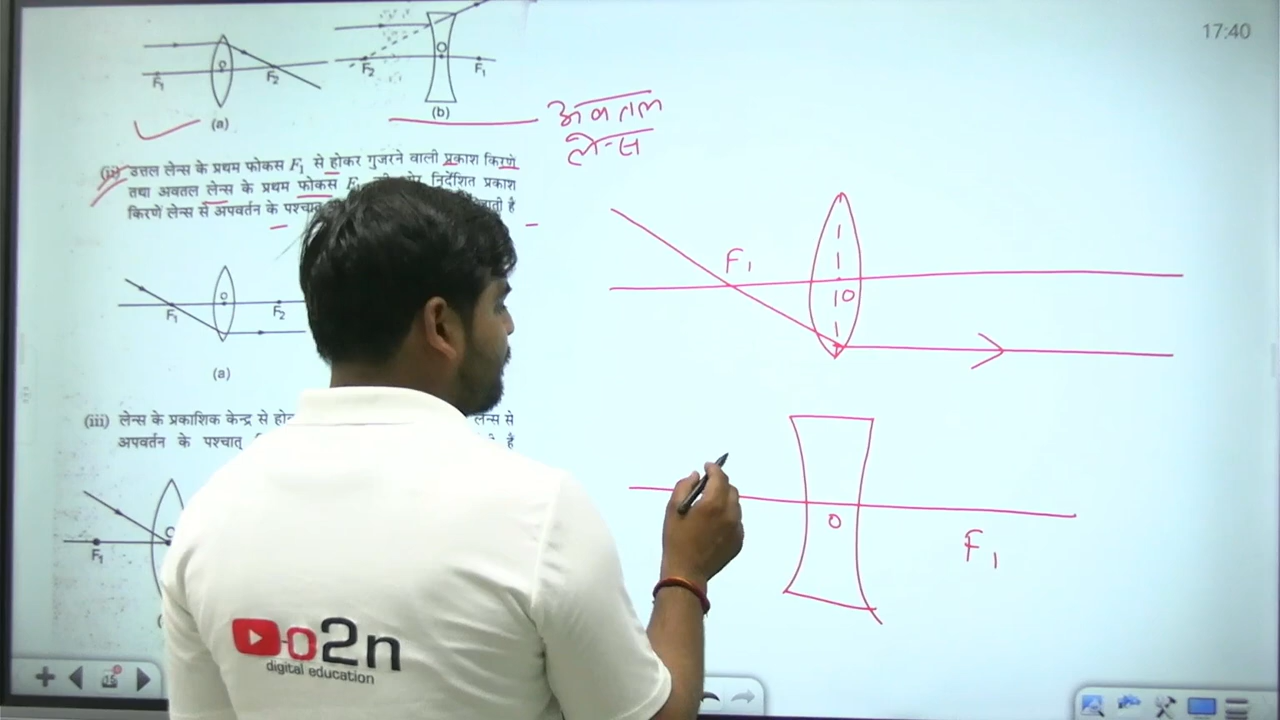 17:40
F₁ O F₂
F₂ O F₁
(a)
(b)
अवतल
लेन्स
(ii) उत्तल लेन्स के प्रथम फोकस F₁ से होकर गुजरने वाली प्रकाश किरणें
तथा अवतल लेन्स के प्रथम फोकस F निर्देशित प्रकाश
किरणें लेन्स से अपवर्तन के पश्चात् जाती है
F₁ O F₂
(a)
F₁
O
(iii) लेन्स के प्रकाशिक केन्द्र से लेन्स से
अपवर्तन के पश्चात् हैं
F₁
O
F₁
o2n
digital education
15